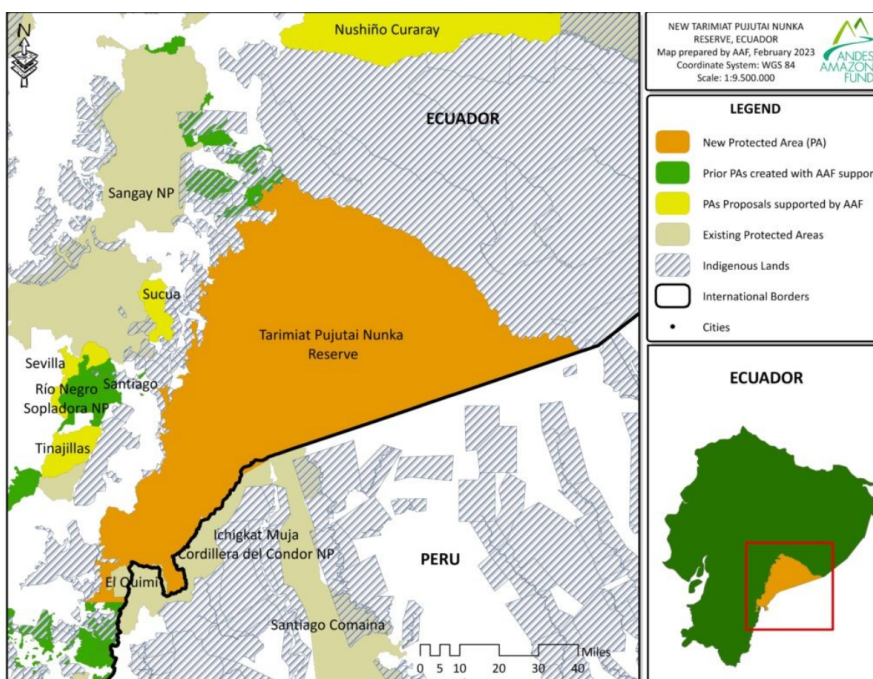 NEW TARIMIAT PUJUTAI NUNKA
RESERVE, ECUADOR
Map prepared by AAF, February 2023
Coordinate System: WGS 84
Scale: 1:9.500.000
ANDES
AMAZON
FUND
LEGEND
New Protected Area (PA)
Prior PAs created with AAF support
PAs Proposals supported by AAF
Existing Protected Areas
Indigenous Lands
International Borders
Cities
ECUADOR
N
Nushiño Curaray
ECUADOR
Sangay NP
Sucua
Tarimiat Pujutai Nunka
Reserve
Sevilla
Santiago
Río Negro
Sopladora NP
Tinajillas
Ichigkat Muja
Cordillera del Condor NP
El Quimi
PERU
Santiago Comaina
Miles
0 5 10 20 30 40